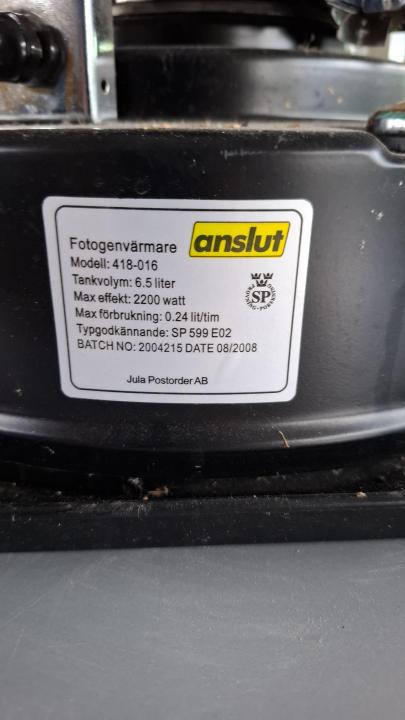 Fotogenvärmare
anslut
Modell: 418-016
Tankvolym: 6.5 liter
Max effekt: 2200 watt
Max förbrukning: 0.24 lit/tim
Typgodkännande: SP 599 E02
BATCH NO: 2004215 DATE 08/2008
SP
Jula Postorder AB